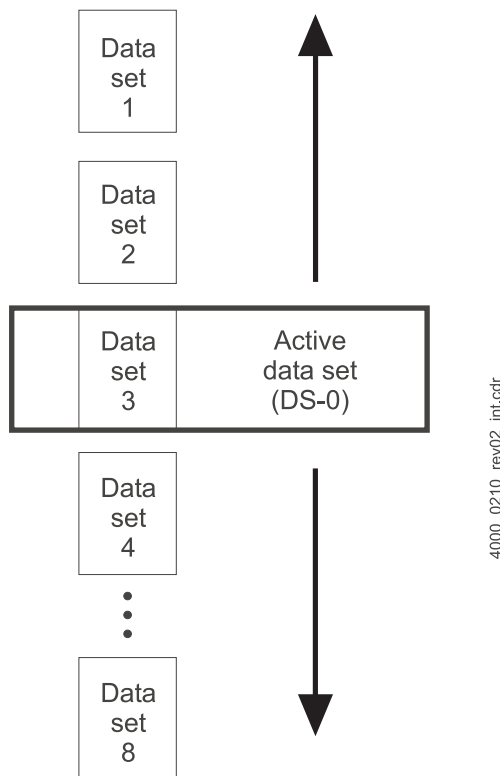 Data
set
1
Data
set
2
Data
set
3
Active
data set
(DS-0)
Data
set
4
Data
set
8
4000_0210_rev02_int.cdr